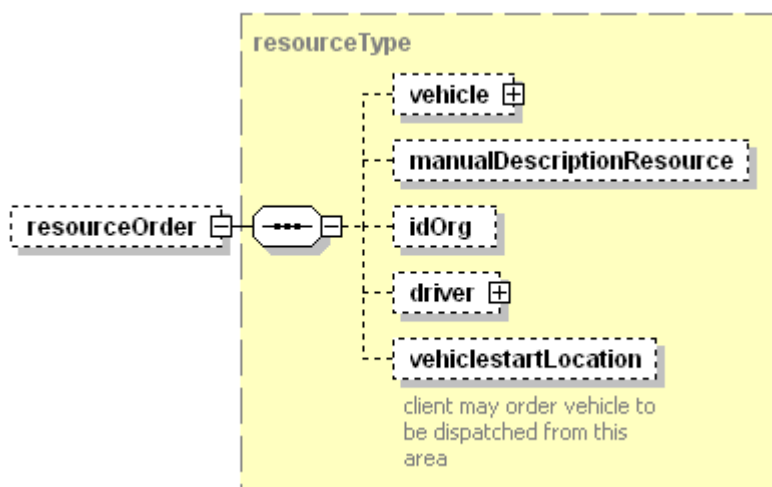 resourceType
vehicle
manualDescriptionResource
resourceOrder
idOrg
driver
vehiclestartLocation
client may order vehicle to
be dispatched from this
area